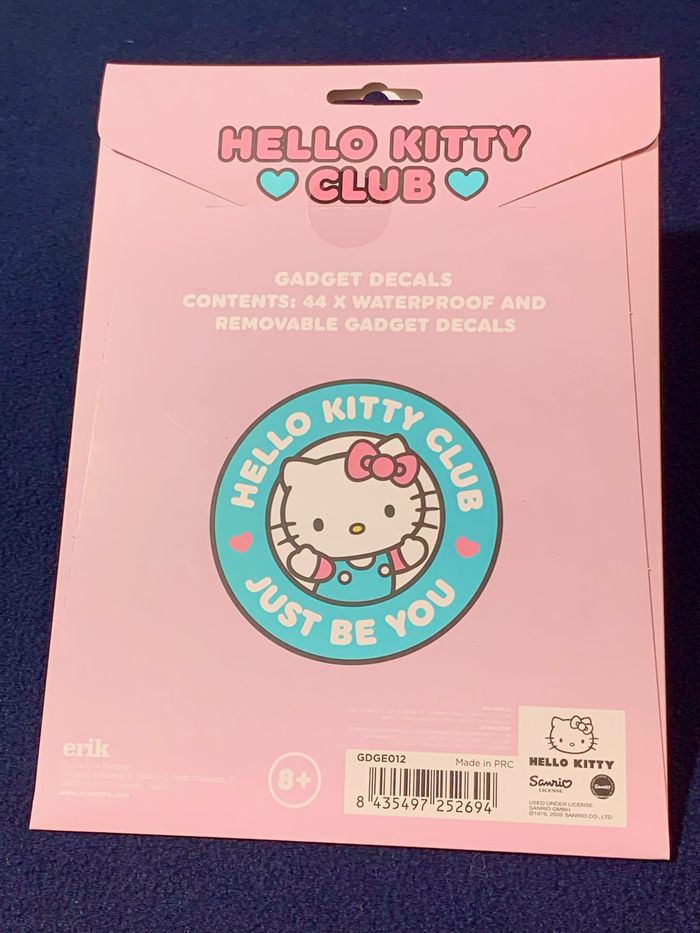 HELLO KITTY
CLUB
GADGET DECALS
CONTENTS: 44 X WATERPROOF AND
REMOVABLE GADGET DECALS
HELLO KITTY CLUB
JUST BE YOU
erik
www.erikstore.com
8+
GDGE012
Made in PRC
8 435497 252694
HELLO KITTY
Sanrio
LICENSE
Sanrio
USED UNDER LICENSE.
SANRIO GMBH
©1976, 2020 SANRIO CO., LTD.